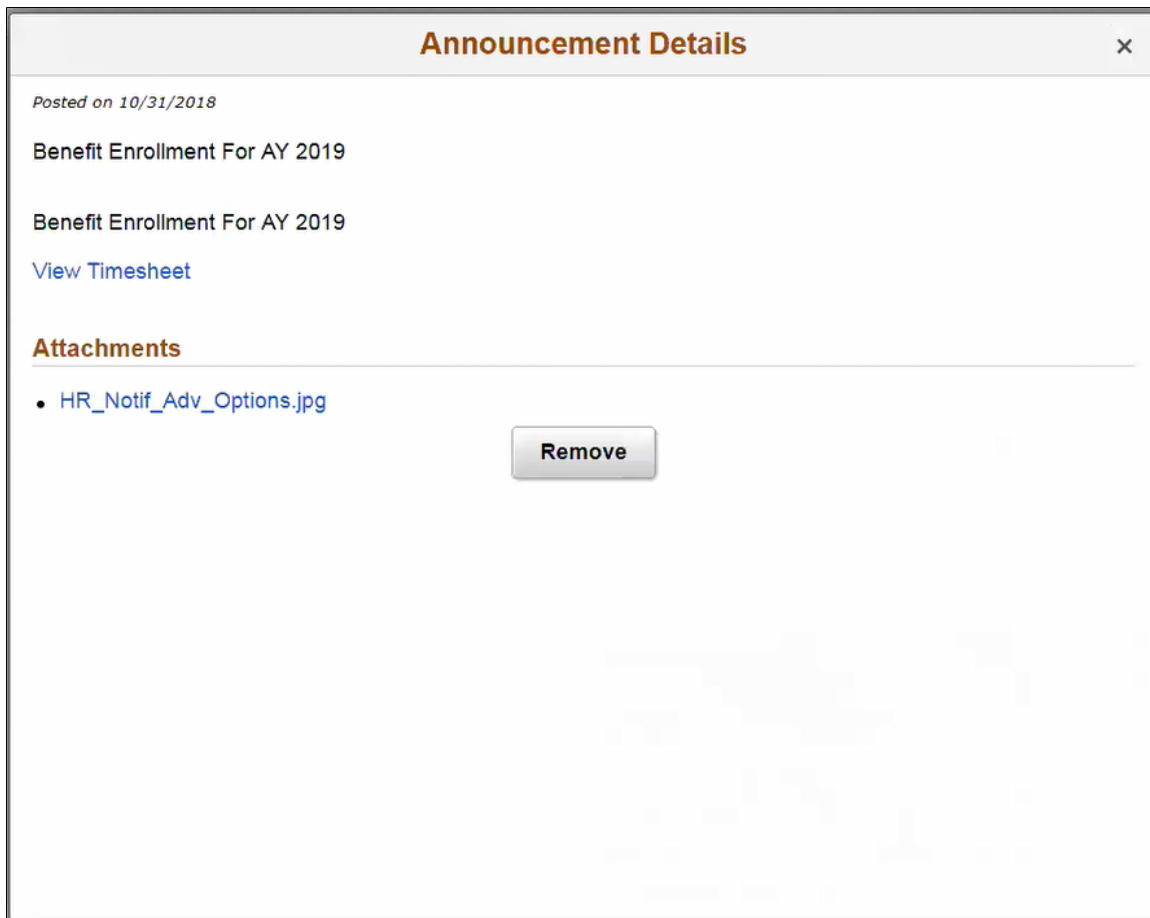 Announcement Details
×
Posted on 10/31/2018
Benefit Enrollment For AY 2019
Benefit Enrollment For AY 2019
View Timesheet
Attachments
• HR_Notif_Adv_Options.jpg
Remove